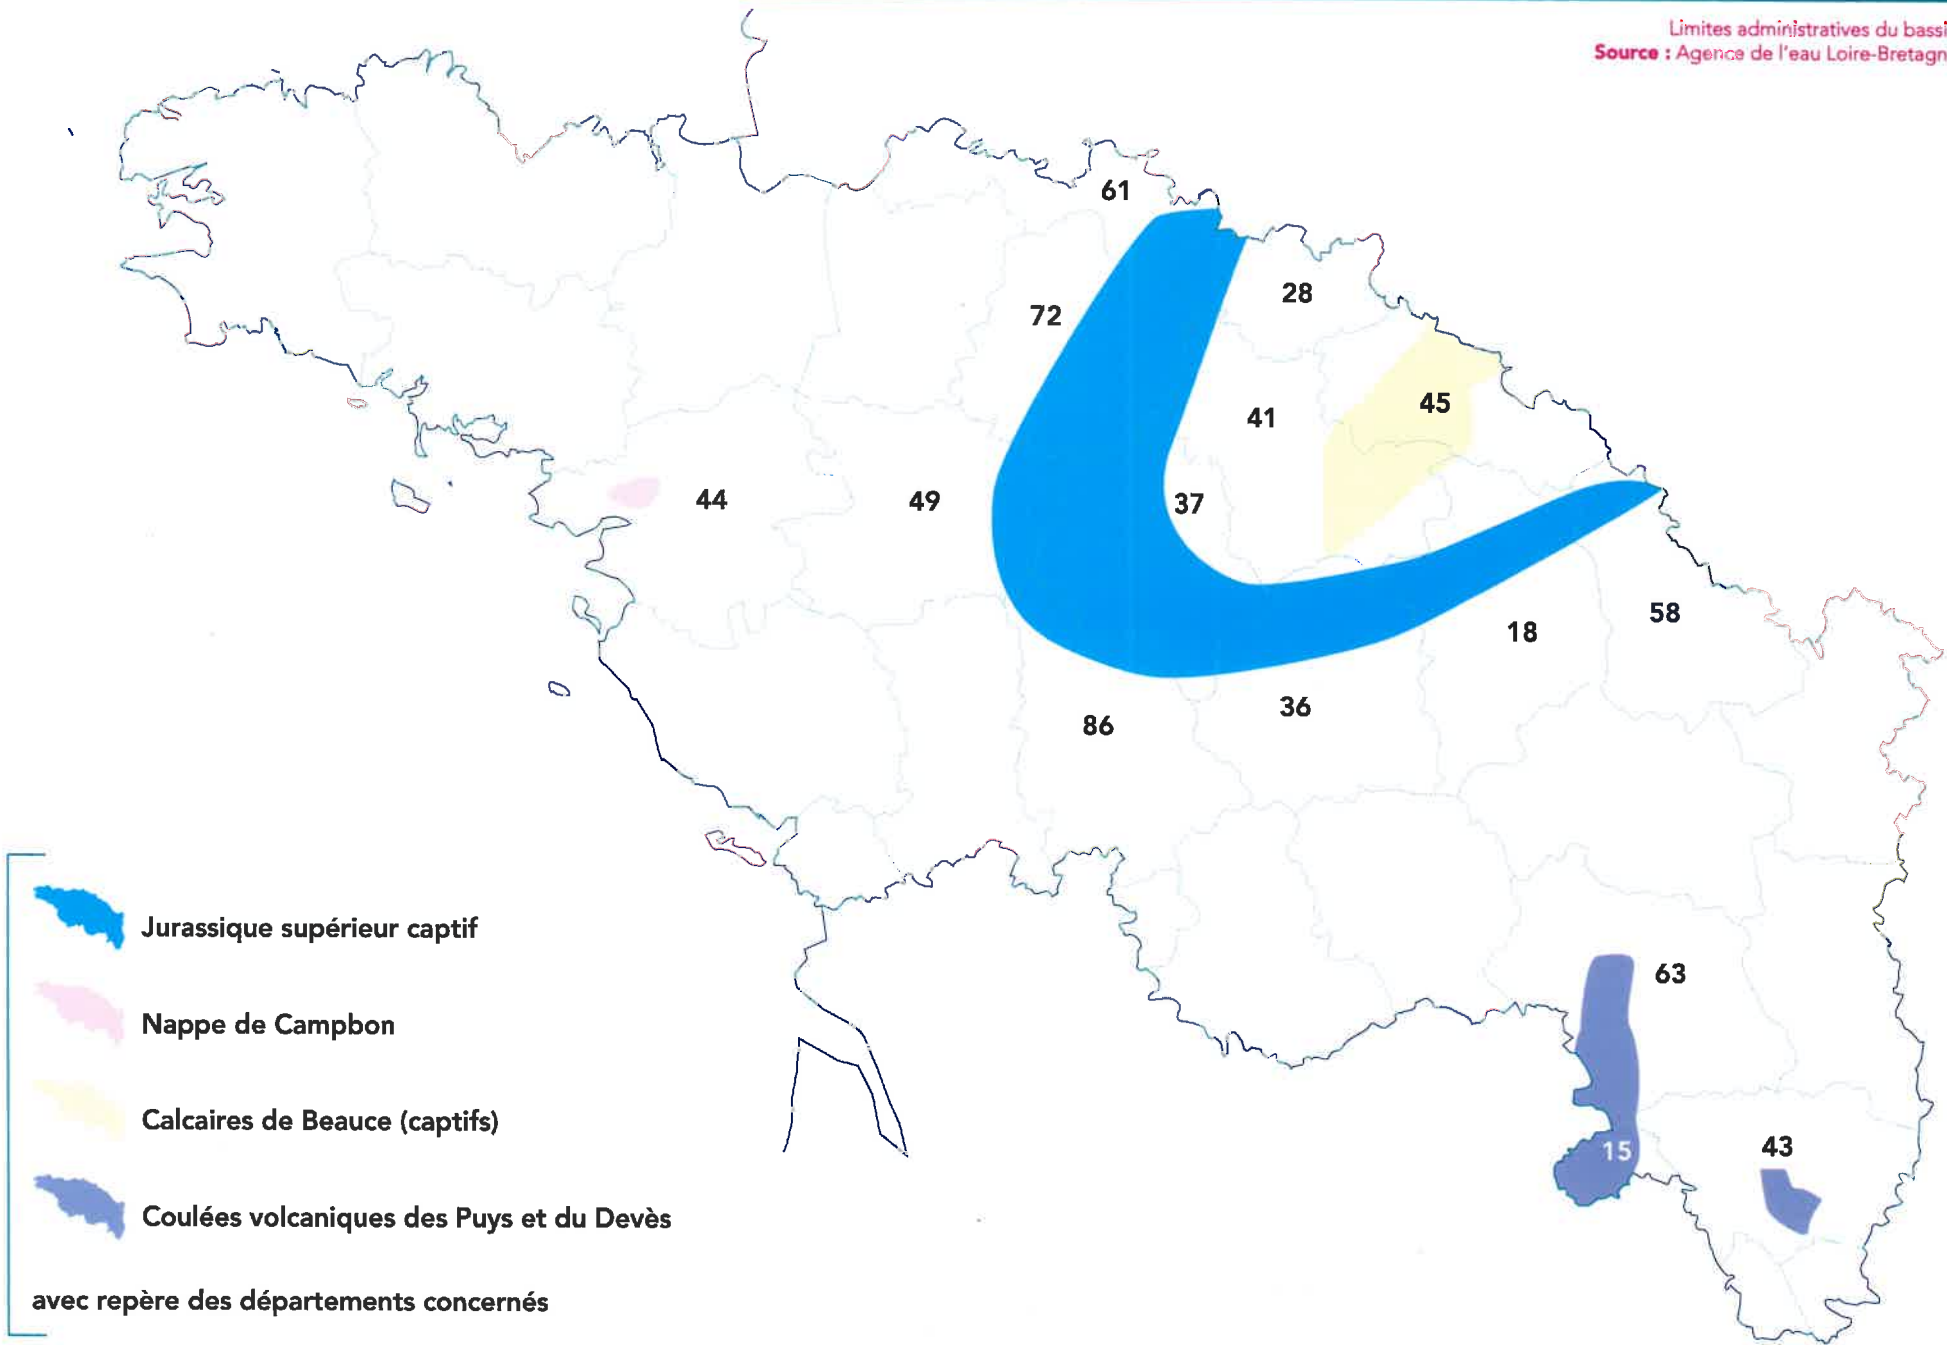 Limites administratives du bassi
Source : Agence de l'eau Loire-Bretagn
61
28
72
45
41
44
49
37
58
18
36
86
63
15
43
Jurassique supérieur captif
Nappe de Campbon
Calcaires de Beauce (captifs)
Coulées volcaniques des Puys et du Devès
avec repère des départements concernés